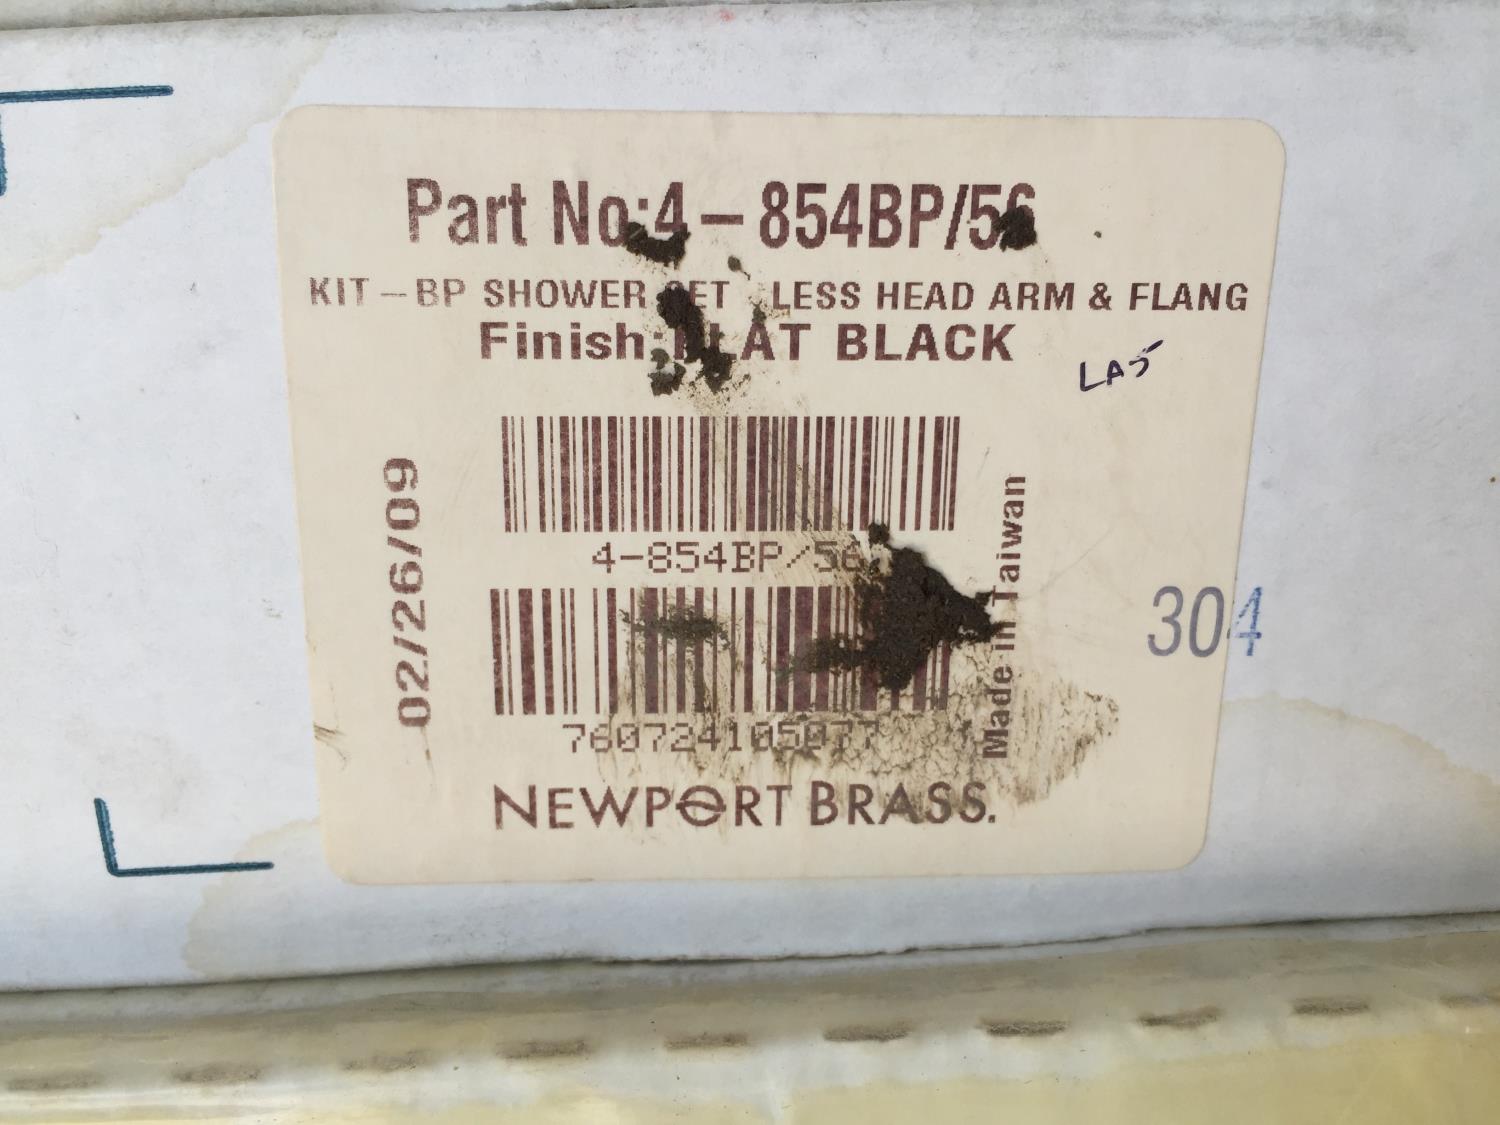 Part No:4-854BP/56
KIT-BP SHOWER SET - LESS HEAD ARM & FLANG
Finish:FLAT BLACK
LA5
02/26/09
4-854BP/56
Made in Taiwan
304
760724105077
NEWPORT BRASS.